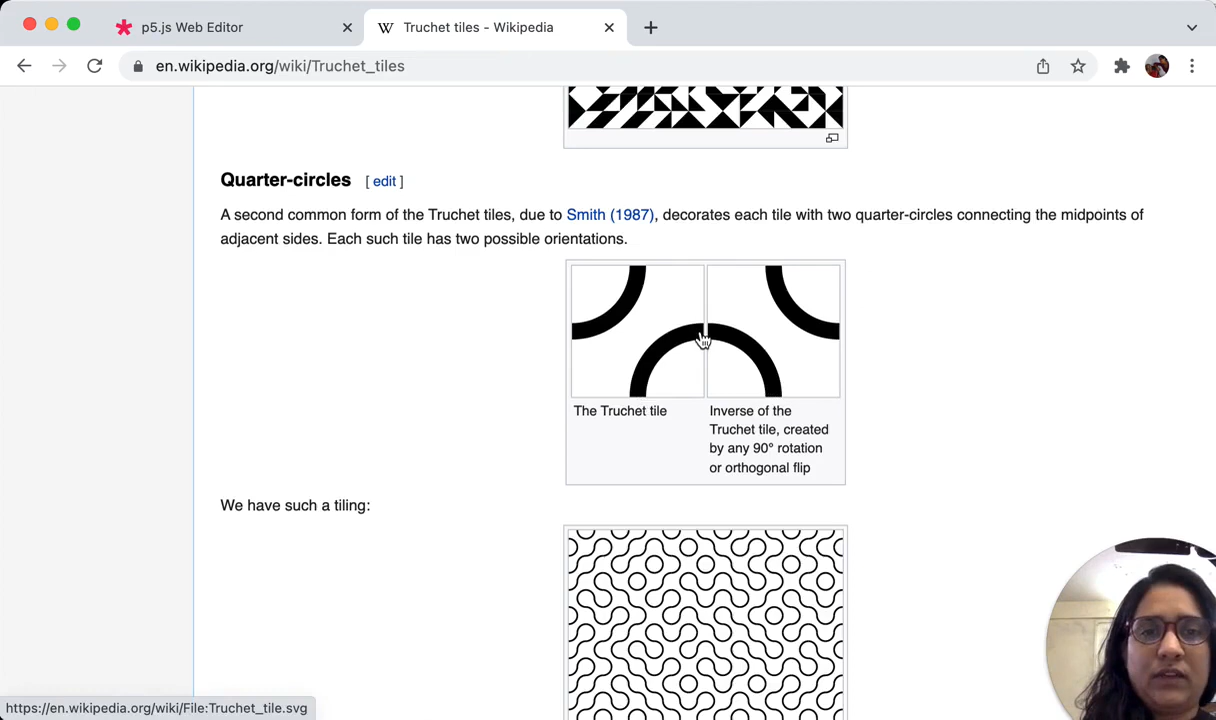 p5.js Web Editor
Truchet tiles - Wikipedia
en.wikipedia.org/wiki/Truchet_tiles
Quarter-circles [ edit ]
A second common form of the Truchet tiles, due to Smith (1987), decorates each tile with two quarter-circles connecting the midpoints of
adjacent sides. Each such tile has two possible orientations.
The Truchet tile
Inverse of the
Truchet tile, created
by any 90° rotation
or orthogonal flip
We have such a tiling:
https://en.wikipedia.org/wiki/File:Truchet_tile.svg